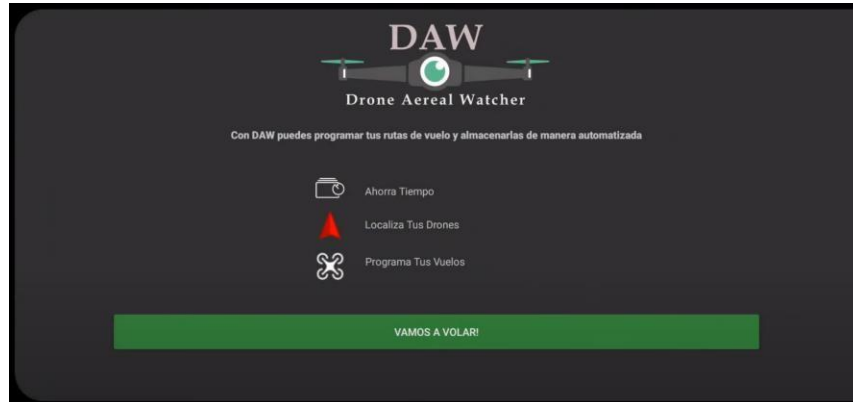 DAW
Drone Aereal Watcher
Con DAW puedes programar tus rutas de vuelo y almacenarlas de manera automatizada
Ahorra Tiempo
Localiza Tus Drones
Programa Tus Vuelos
VAMOS A VOLAR!